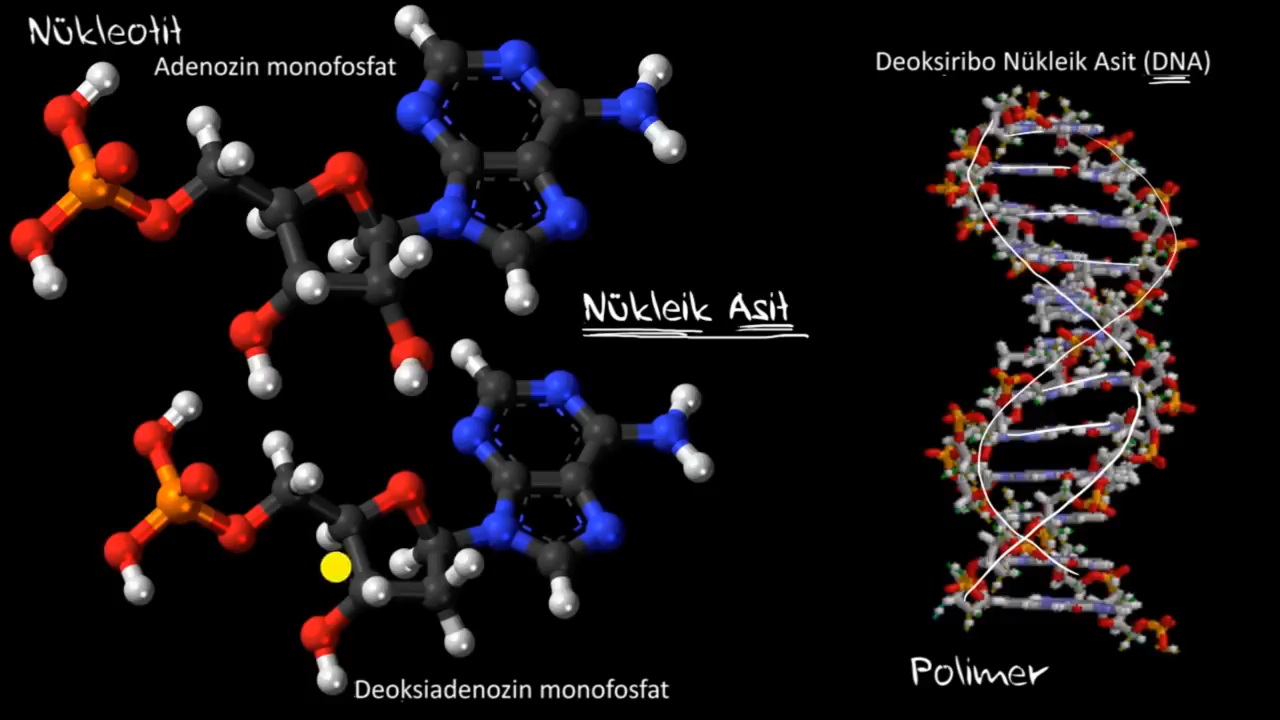 Nükleotit
Adenozin monofosfat
Deoksiribo Nükleik Asit (DNA)
Nükleik Asit
Deoksiadenozin monofosfat
Polimer